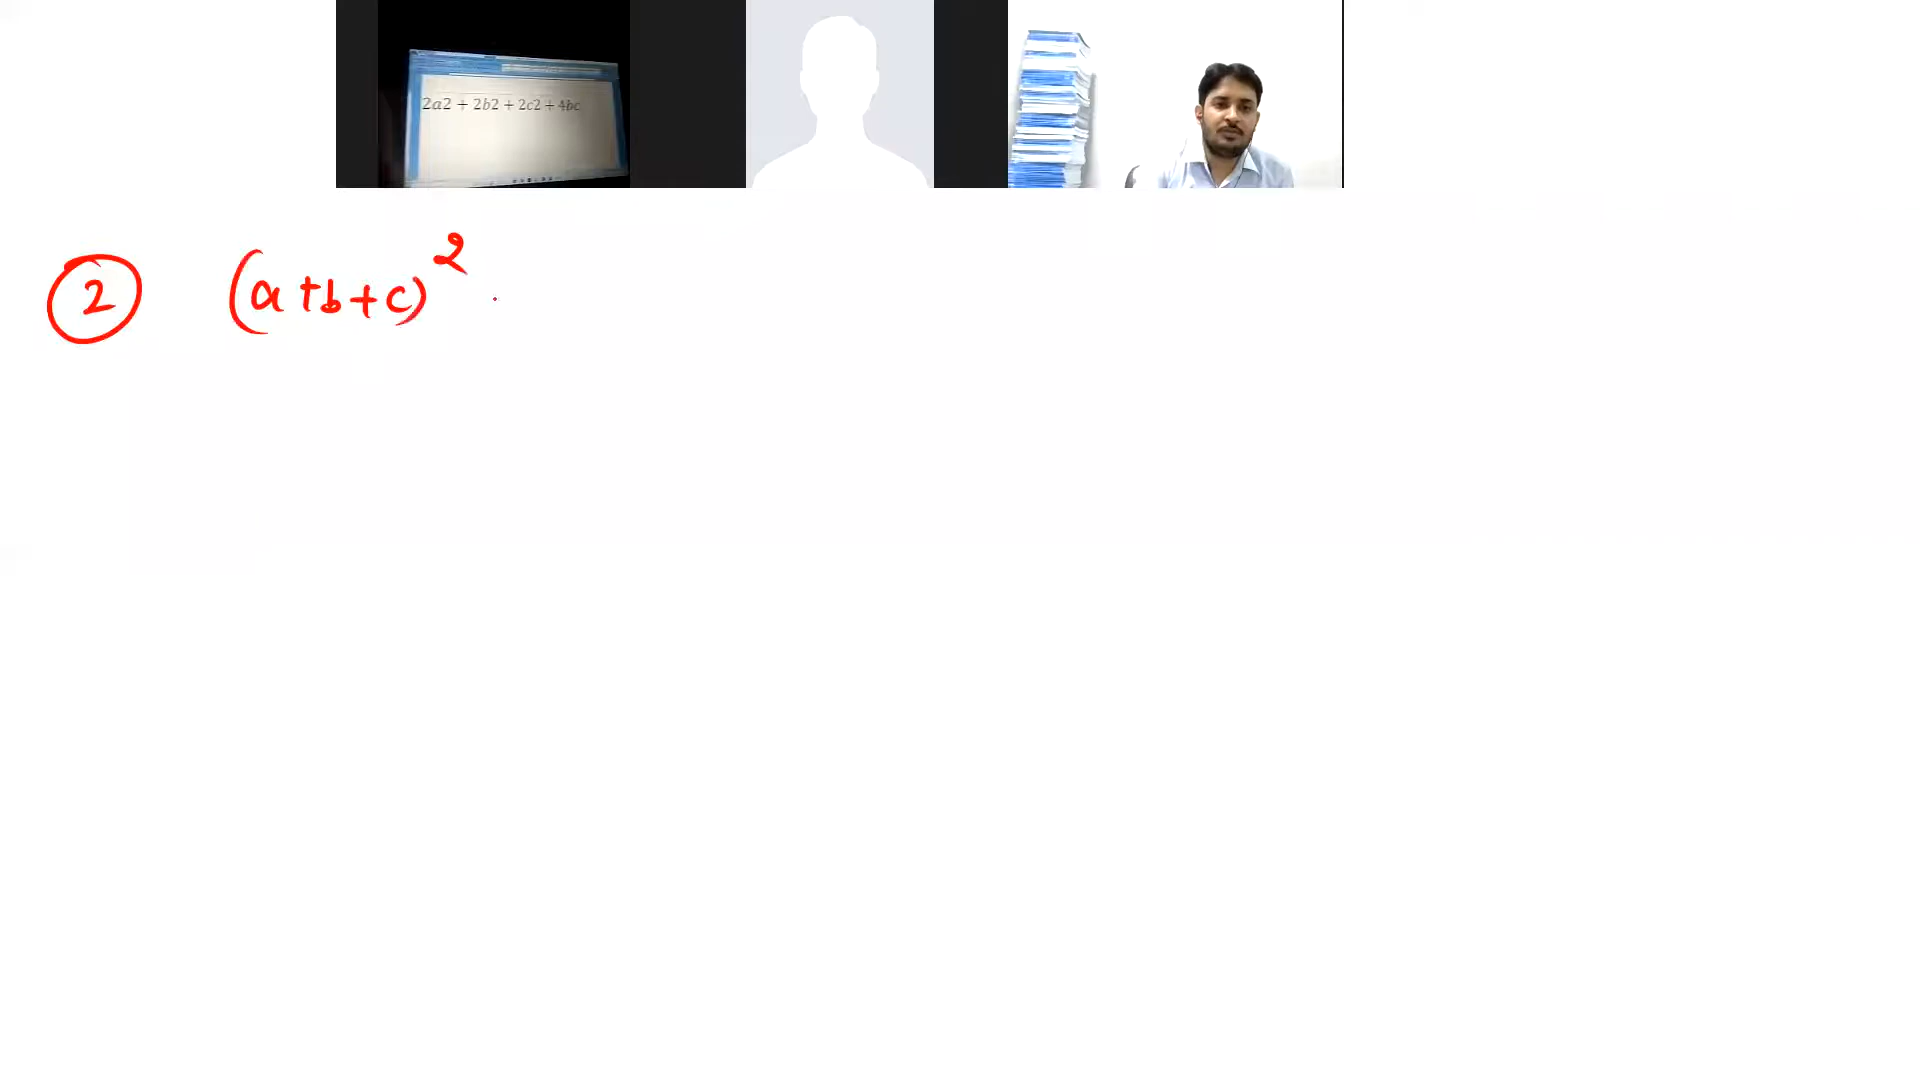 2a2 + 2b2 + 2c2 + 4bc
2 (a+b+c)²